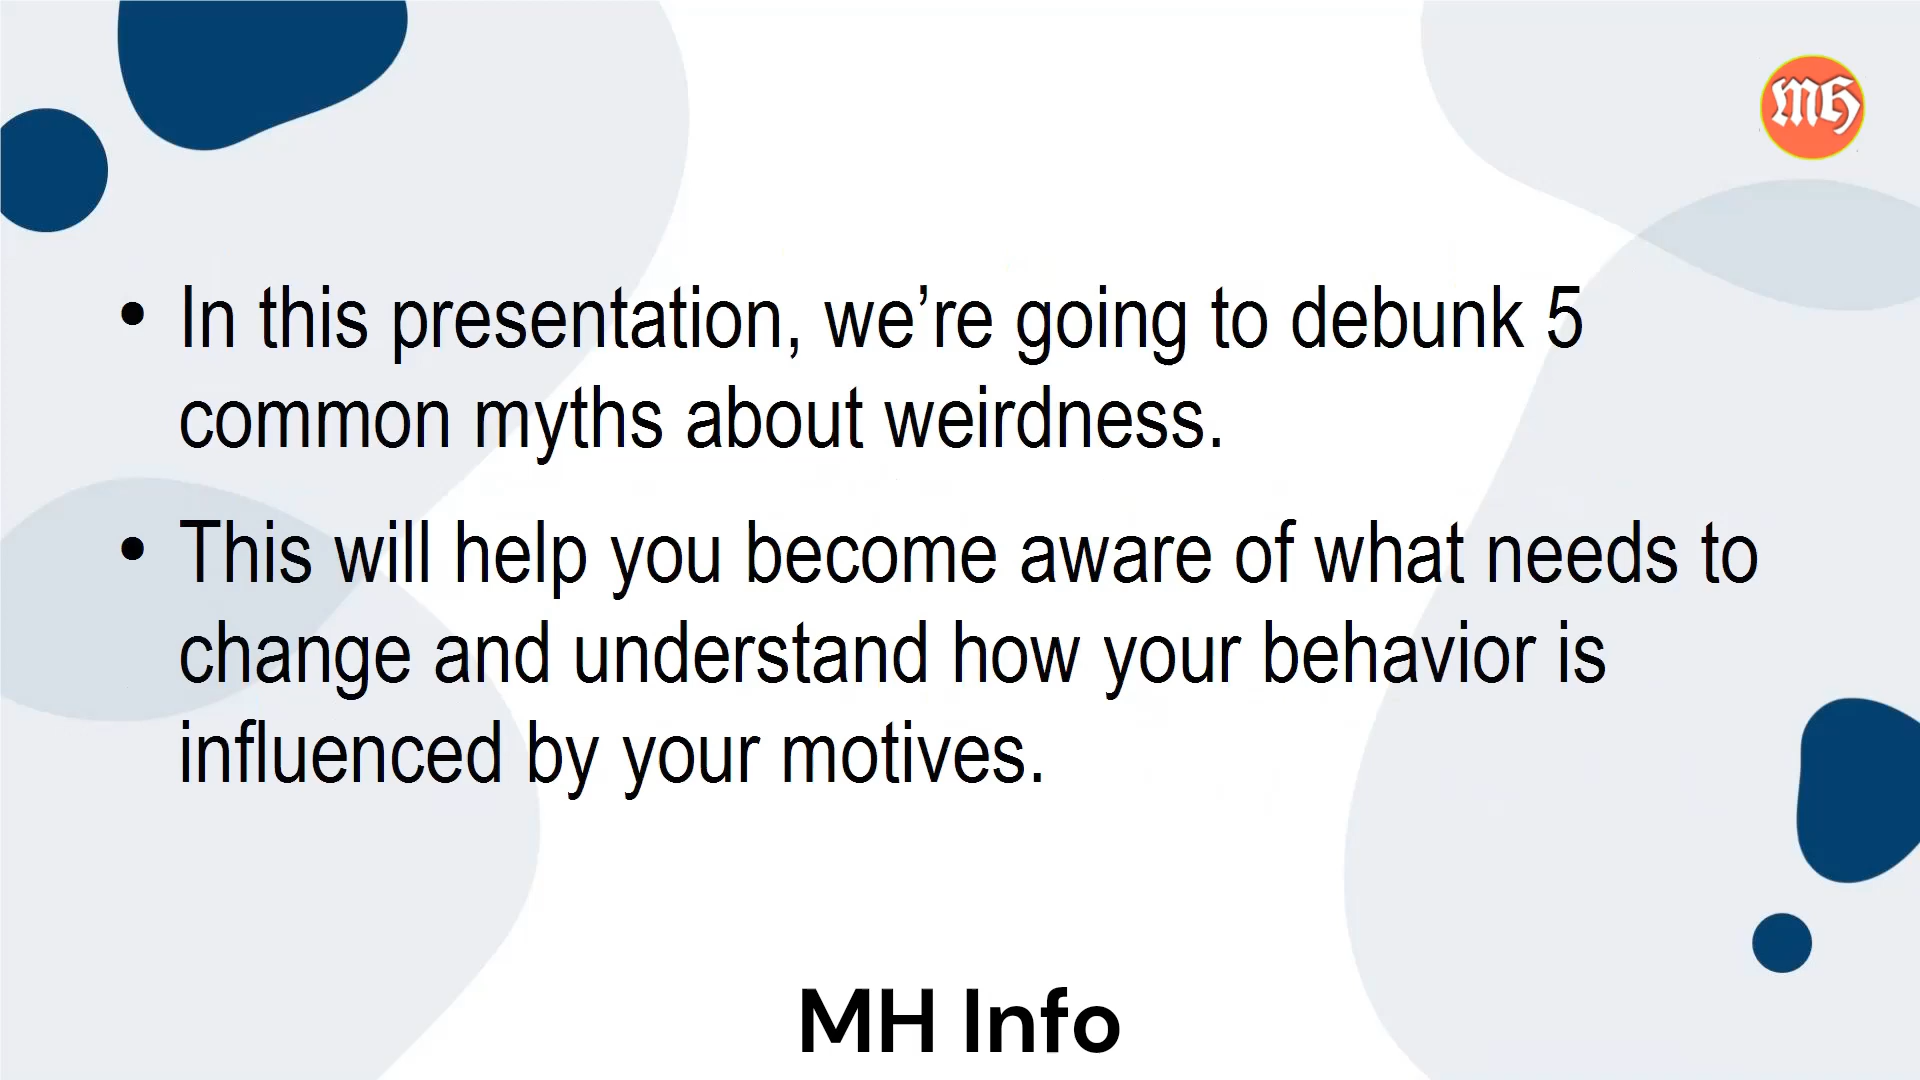 MH
• In this presentation, we’re going to debunk 5
common myths about weirdness.
• This will help you become aware of what needs to
change and understand how your behavior is
influenced by your motives.
MH Info